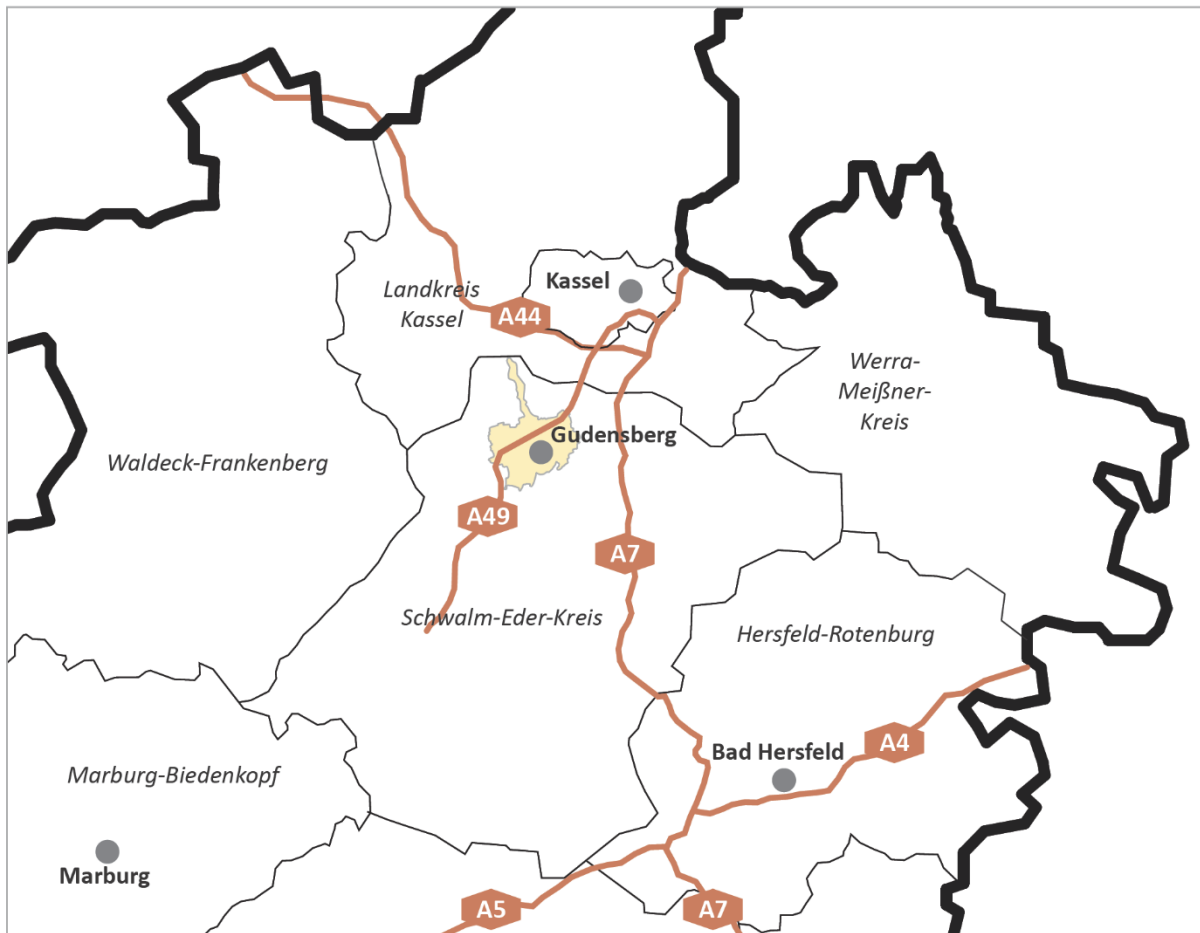 Kassel
Landkreis
Kassel
A44
Werra-
Meißner-
Kreis
Gudensberg
Waldeck-Frankenberg
A49
A7
Schwalm-Eder-Kreis
Hersfeld-Rotenburg
A4
Bad Hersfeld
Marburg-Biedenkopf
Marburg
A5
A7